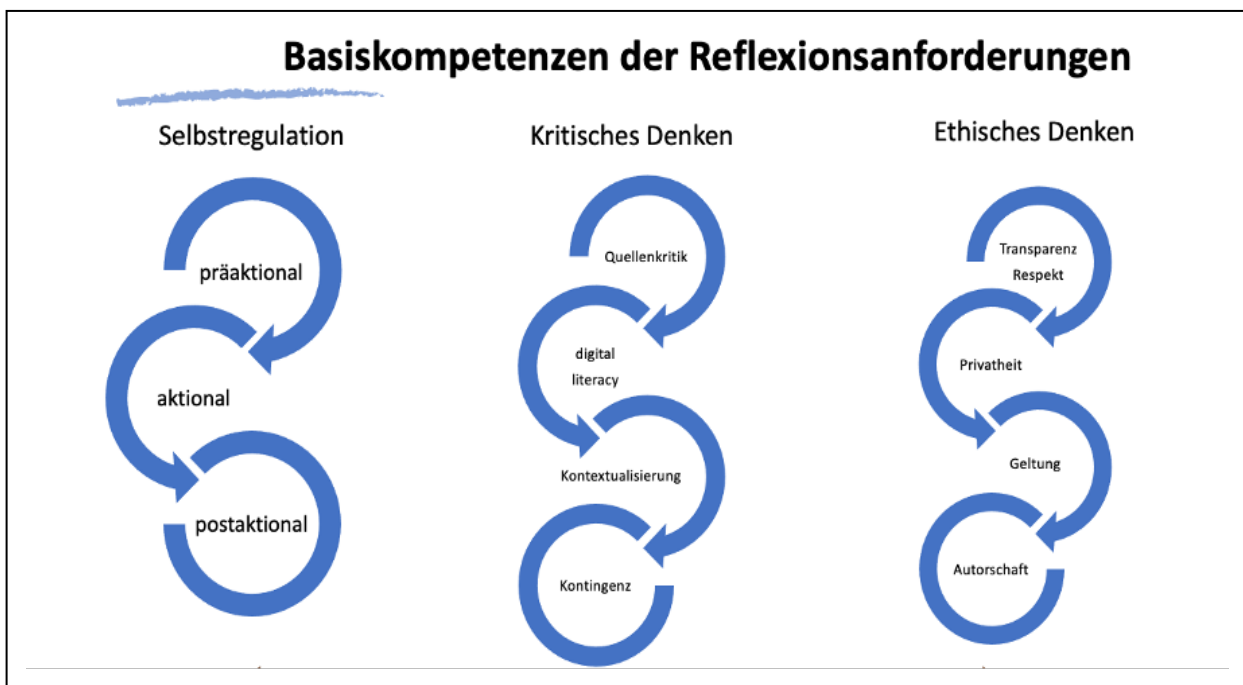 Basiskompetenzen der Reflexionsanforderungen
Selbstregulation
präaktional
aktional
postaktional
Kritisches Denken
Quellenkritik
digital
literacy
Kontextualisierung
Kontingenz
Ethisches Denken
Transparenz
Respekt
Privatheit
Geltung
Autorschaft